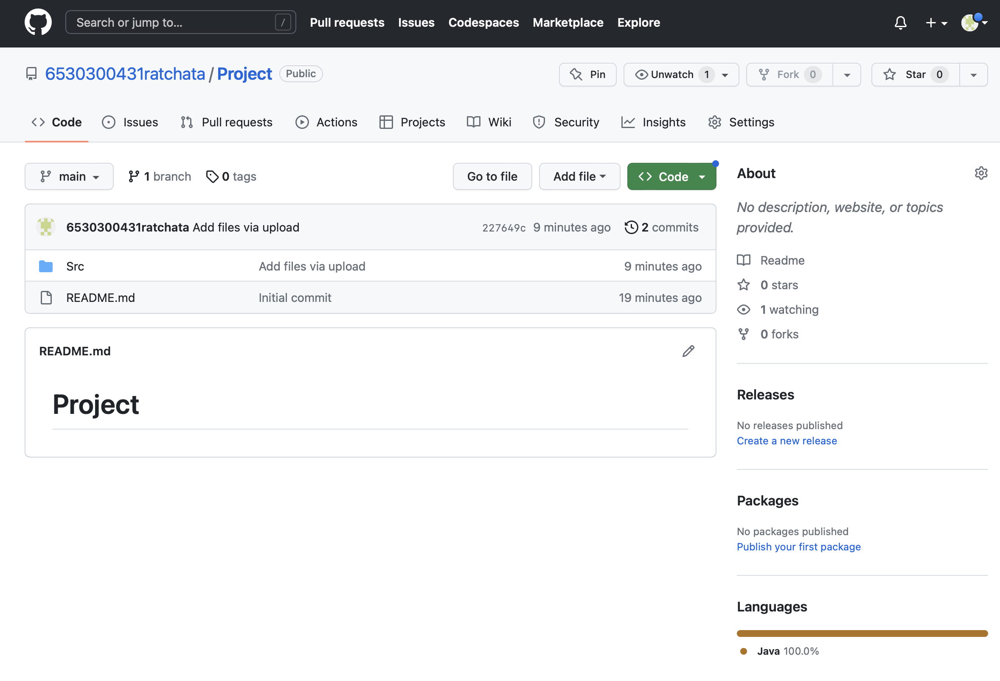 Search or jump to... / Pull requests Issues Codespaces Marketplace Explore
6530300431ratchata / Project Public Pin Unwatch 1 Fork 0 Star 0
Code Issues Pull requests Actions Projects Wiki Security Insights Settings
main 1 branch 0 tags Go to file Add file Code
6530300431ratchata Add files via upload 227649c 9 minutes ago 2 commits
Src Add files via upload 9 minutes ago
README.md Initial commit 19 minutes ago
README.md
Project
About
No description, website, or topics
provided.
Readme
0 stars
1 watching
0 forks
Releases
No releases published
Create a new release
Packages
No packages published
Publish your first package
Languages
Java 100.0%